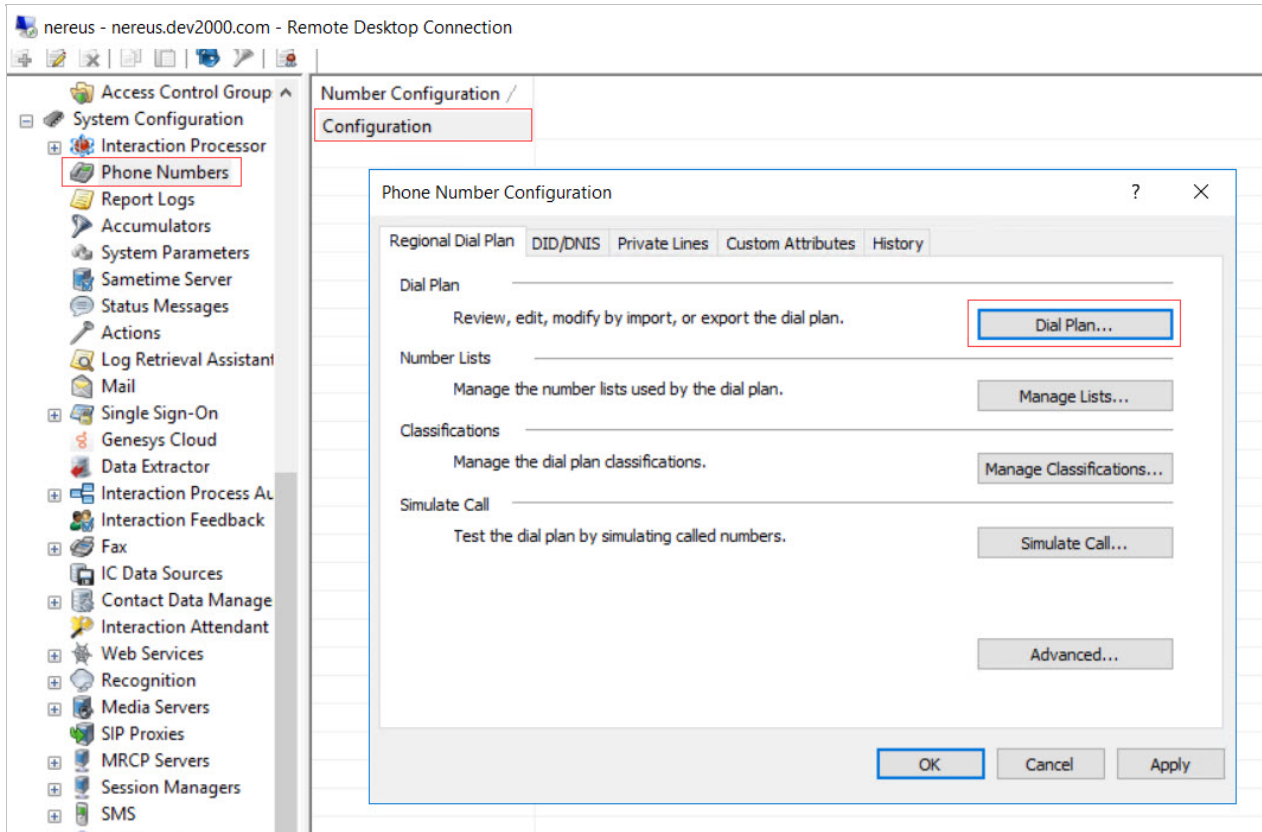 nereus - nereus.dev2000.com - Remote Desktop Connection
Access Control Group
System Configuration
Interaction Processor
Phone Numbers
Report Logs
Accumulators
System Parameters
Sametime Server
Status Messages
Actions
Log Retrieval Assistant
Mail
Single Sign-On
Genesys Cloud
Data Extractor
Interaction Process Au
Interaction Feedback
Fax
IC Data Sources
Contact Data Manage
Interaction Attendant
Web Services
Recognition
Media Servers
SIP Proxies
MRCP Servers
Session Managers
SMS
Number Configuration
Configuration
Phone Number Configuration
Regional Dial Plan DID/DNIS Private Lines Custom Attributes History
Dial Plan
Review, edit, modify by import, or export the dial plan. Dial Plan...
Number Lists
Manage the number lists used by the dial plan. Manage Lists...
Classifications
Manage the dial plan classifications. Manage Classifications...
Simulate Call
Test the dial plan by simulating called numbers. Simulate Call...
Advanced...
OK Cancel Apply